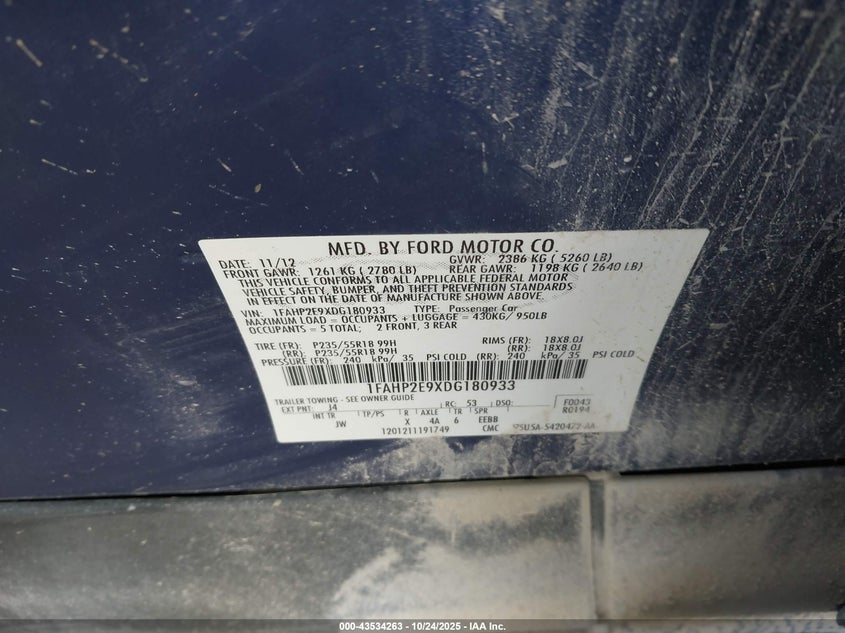 MFD. BY FORD MOTOR CO.
DATE: 11/12 GVWR: 2386 KG ( 5260 LB)
FRONT GAWR: 1261 KG ( 2780 LB) REAR GAWR: 1198 KG ( 2640 LB)
THIS VEHICLE CONFORMS TO ALL APPLICABLE FEDERAL MOTOR
VEHICLE SAFETY, BUMPER, AND THEFT PREVENTION STANDARDS
IN EFFECT ON THE DATE OF MANUFACTURE SHOWN ABOVE.
VIN: 1FAHP2E9XDG180933 TYPE: Passenger Car
MAXIMUM LOAD = OCCUPANTS + LUGGAGE = 430KG/ 950LB
OCCUPANTS = 5 TOTAL; 2 FRONT, 3 REAR
TIRE (FR): P235/55R18 99H RIMS (FR): 18X8.0J
(RR): P235/55R18 99H (RR): 18X8.0J
PRESSURE (FR): 240 kPa/ 35 PSI COLD (RR): 240 kPa/ 35 PSI COLD
1FAHP2E9XDG180933
TRAILER TOWING - SEE OWNER GUIDE F0043
EXT PNT: J4 RC: 53 DSO: R0194
INT TR TP/PS R AXLE TR SPR
JW X 4A 6 EEBB
1201211191749 CMC S420472-AA
000-43534263 - 10/24/2025 - IAA Inc.